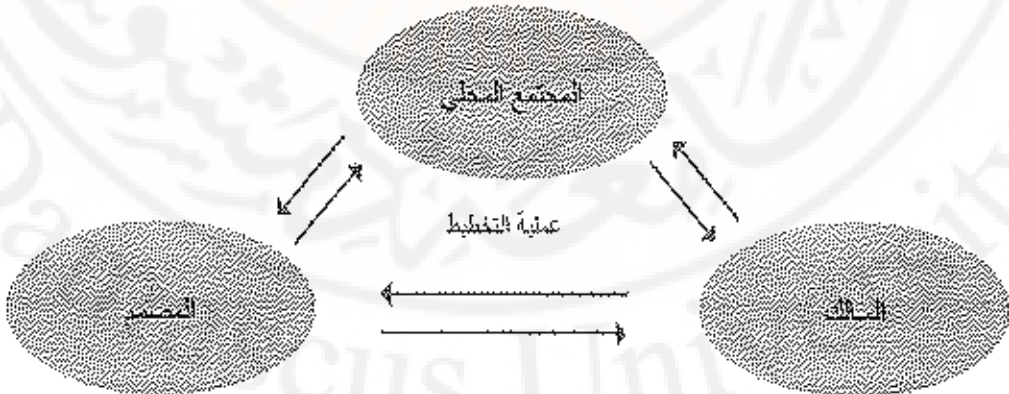 المجتمع المحلي
عملية التخطيط
المصمم
المالك